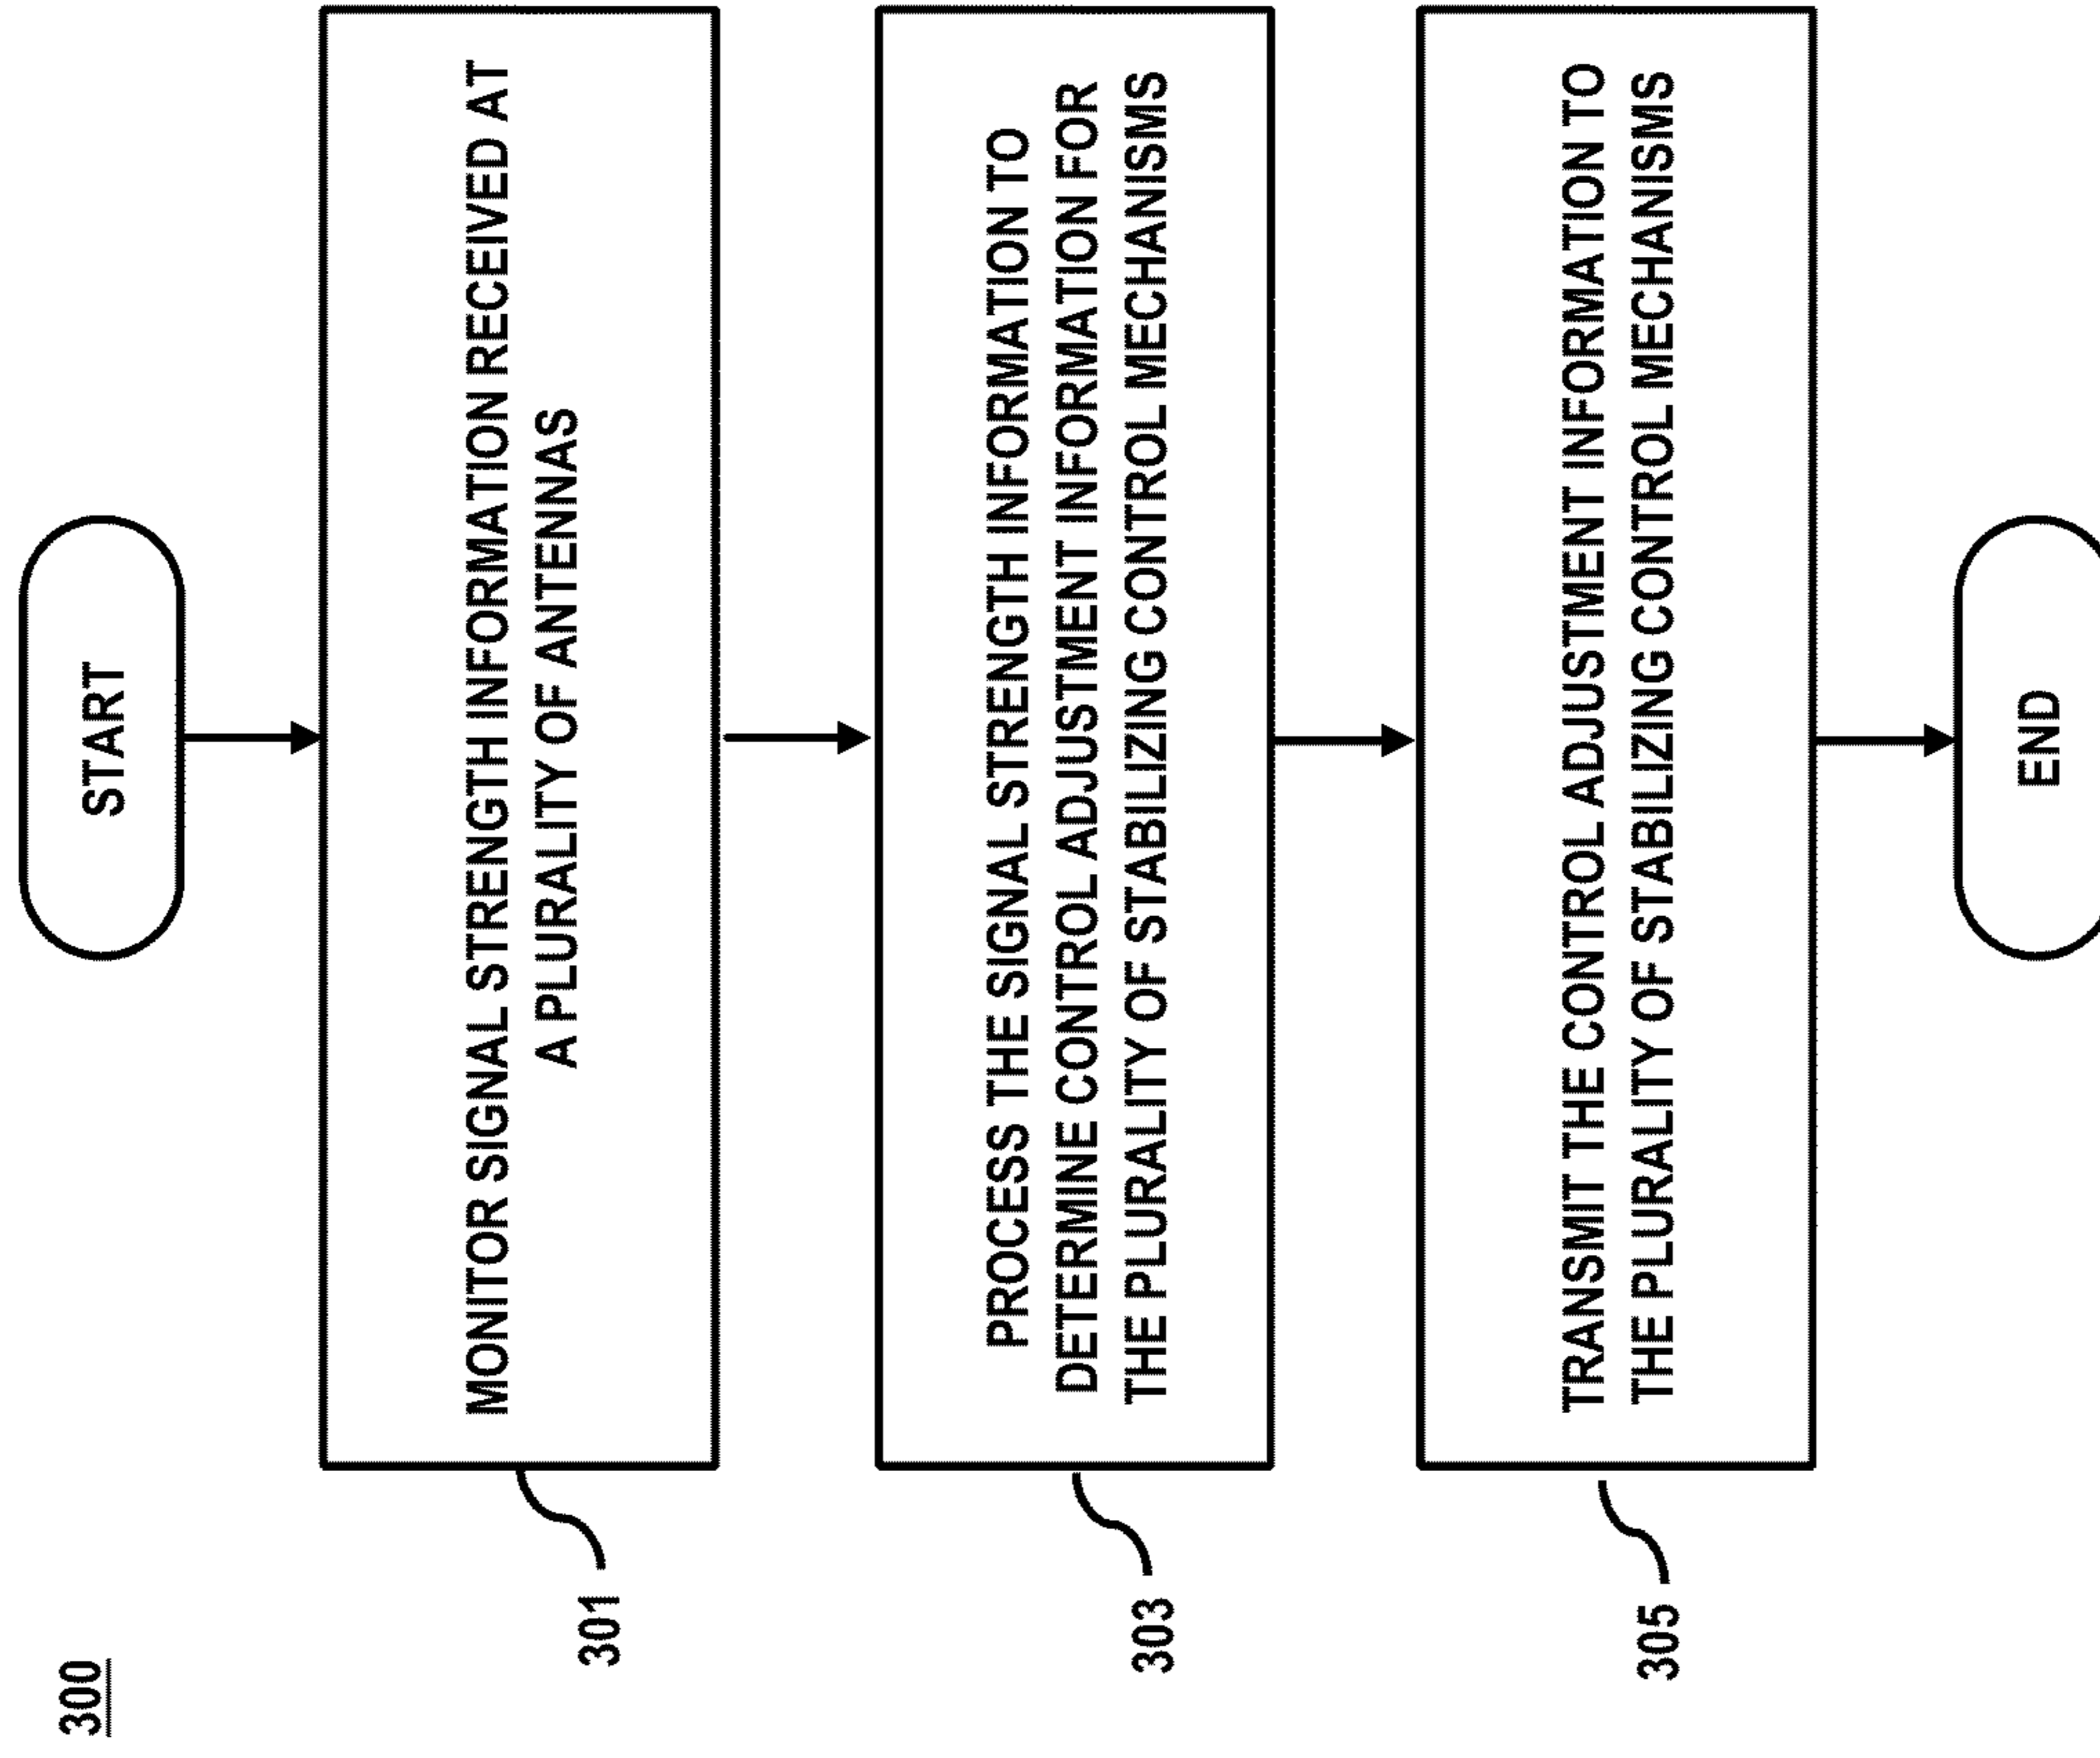 300
START
MONITOR SIGNAL STRENGTH INFORMATION RECEIVED AT
A PLURALITY OF ANTENNAS
301
PROCESS THE SIGNAL STRENGTH INFORMATION TO
DETERMINE CONTROL ADJUSTMENT INFORMATION FOR
THE PLURALITY OF STABILIZING CONTROL MECHANISMS
303
TRANSMIT THE CONTROL ADJUSTMENT INFORMATION TO
THE PLURALITY OF STABILIZING CONTROL MECHANISMS
305
END